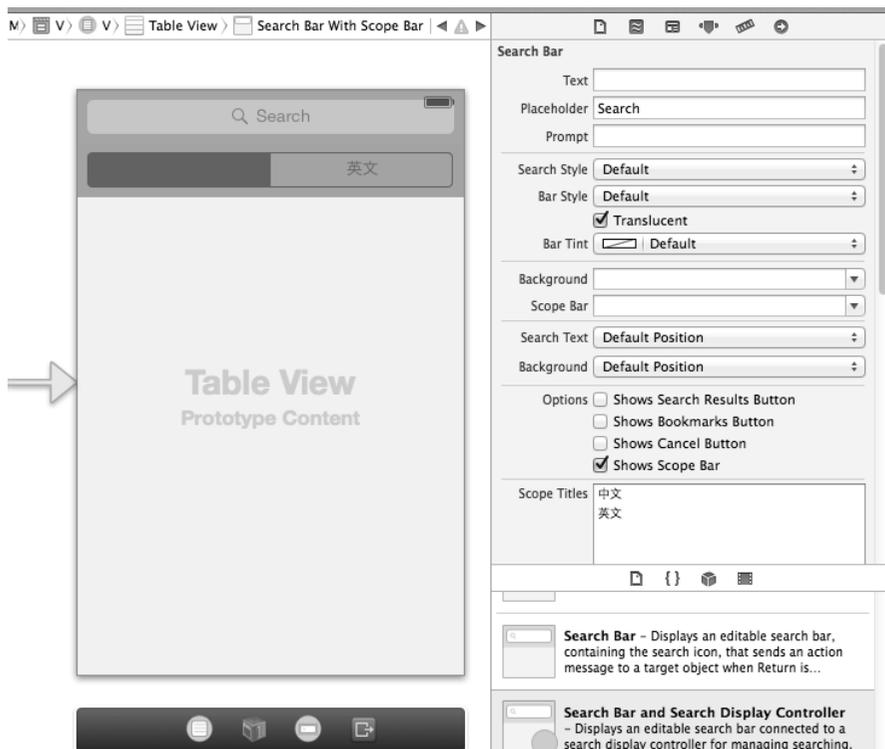 M〉 V〉 V〉 Table View 〉 Search Bar With Scope Bar
Search
英文
Table View
Prototype Content
Search Bar
Text
Placeholder Search
Prompt
Search Style Default
Bar Style Default
Translucent
Bar Tint Default
Background
Scope Bar
Search Text Default Position
Background Default Position
Options Shows Search Results Button
Shows Bookmarks Button
Shows Cancel Button
Shows Scope Bar
Scope Titles 中文
英文
{ }
Search Bar – Displays an editable search bar,
containing the search icon, that sends an action
message to a target object when Return is...
Search Bar and Search Display Controller
– Displays an editable search bar connected to a
search display controller for managing searching.